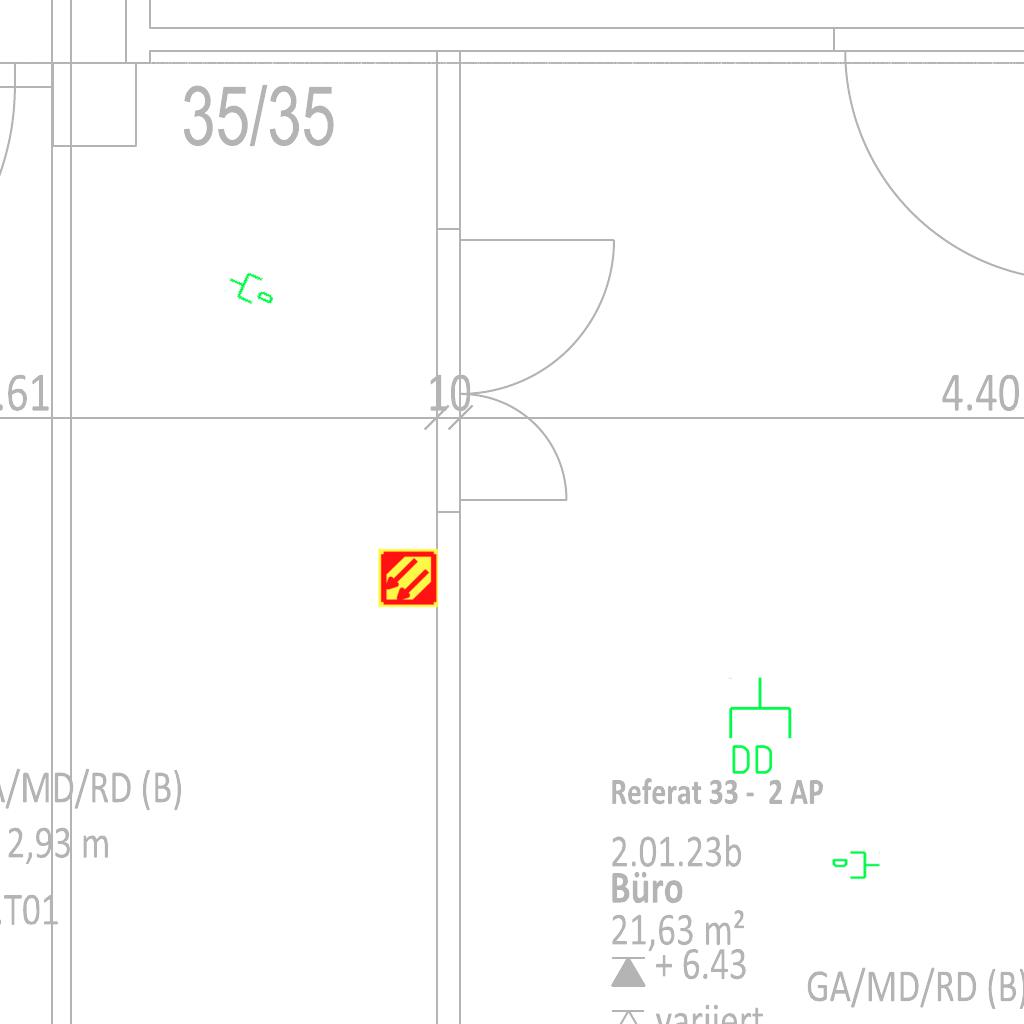 35/35
.61
10
4.40
DD
A/MD/RD (B)
2,93 m
.T01
Referat 33 - 2 AP
2.01.23b
Büro
21,63 m²
+ 6.43
GA/MD/RD (B)
variiert